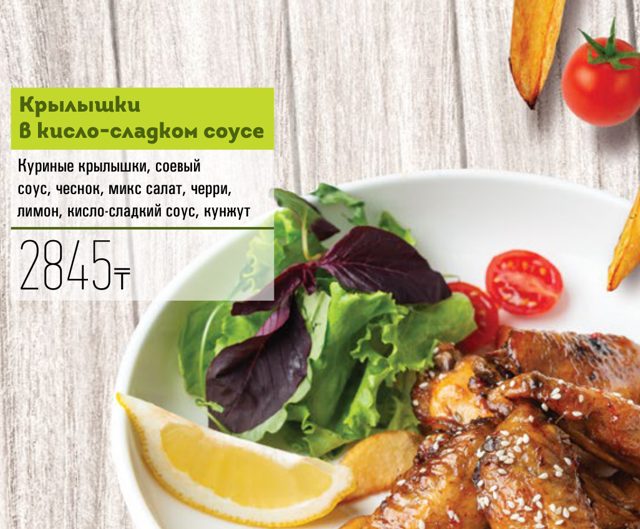 Крылышки
в кисло-сладком соусе
Куриные крылышки, соевый
соус, чеснок, микс салат, черри,
лимон, кисло-сладкий соус, кунжут
2845₸